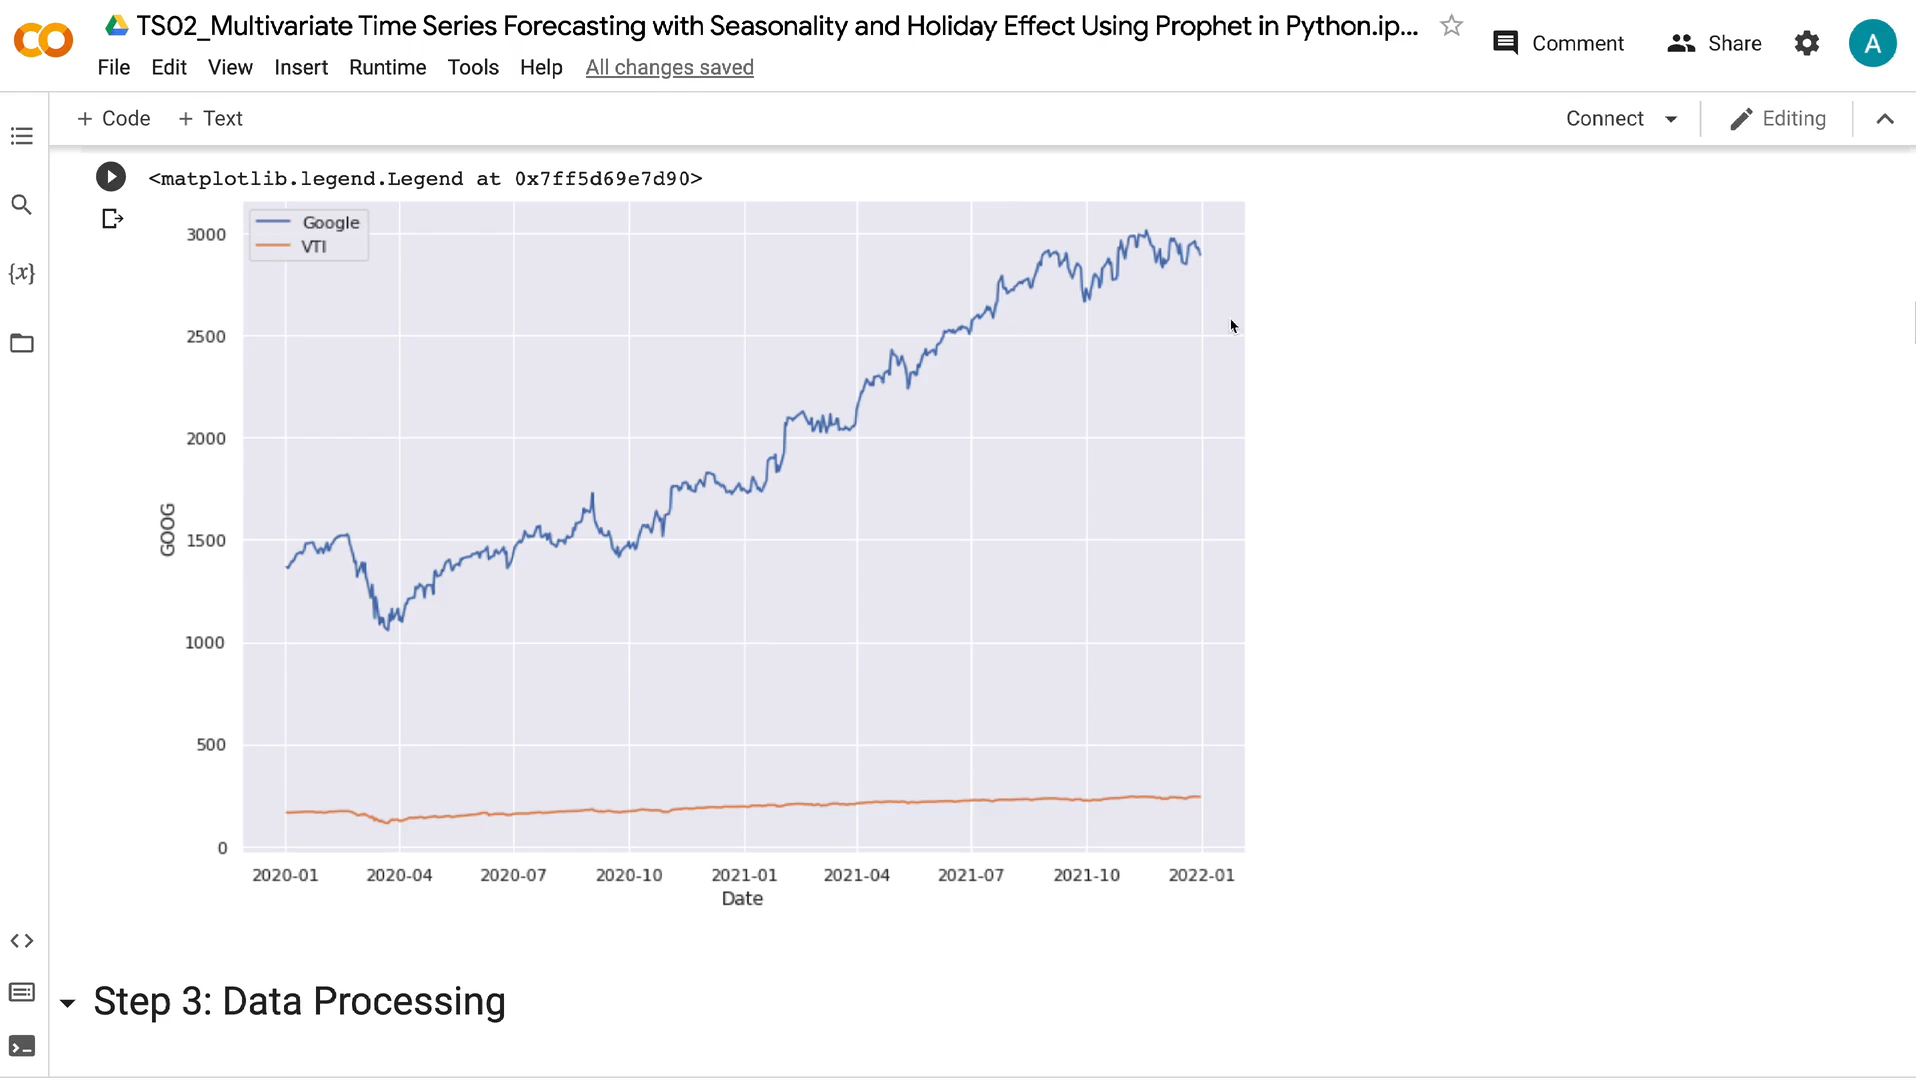 TS02_Multivariate Time Series Forecasting with Seasonality and Holiday Effect Using Prophet in Python.ip...
Comment
Share
A
File Edit View Insert Runtime Tools Help All changes saved
+ Code + Text
Connect
Editing
<matplotlib.legend.Legend at 0x7ff5d69e7d90>
{x}
Google
VTI
3000
2500
2000
1500
1000
500
0
GOOG
2020-01 2020-04 2020-07 2020-10 2021-01 2021-04 2021-07 2021-10 2022-01
Date
Step 3: Data Processing